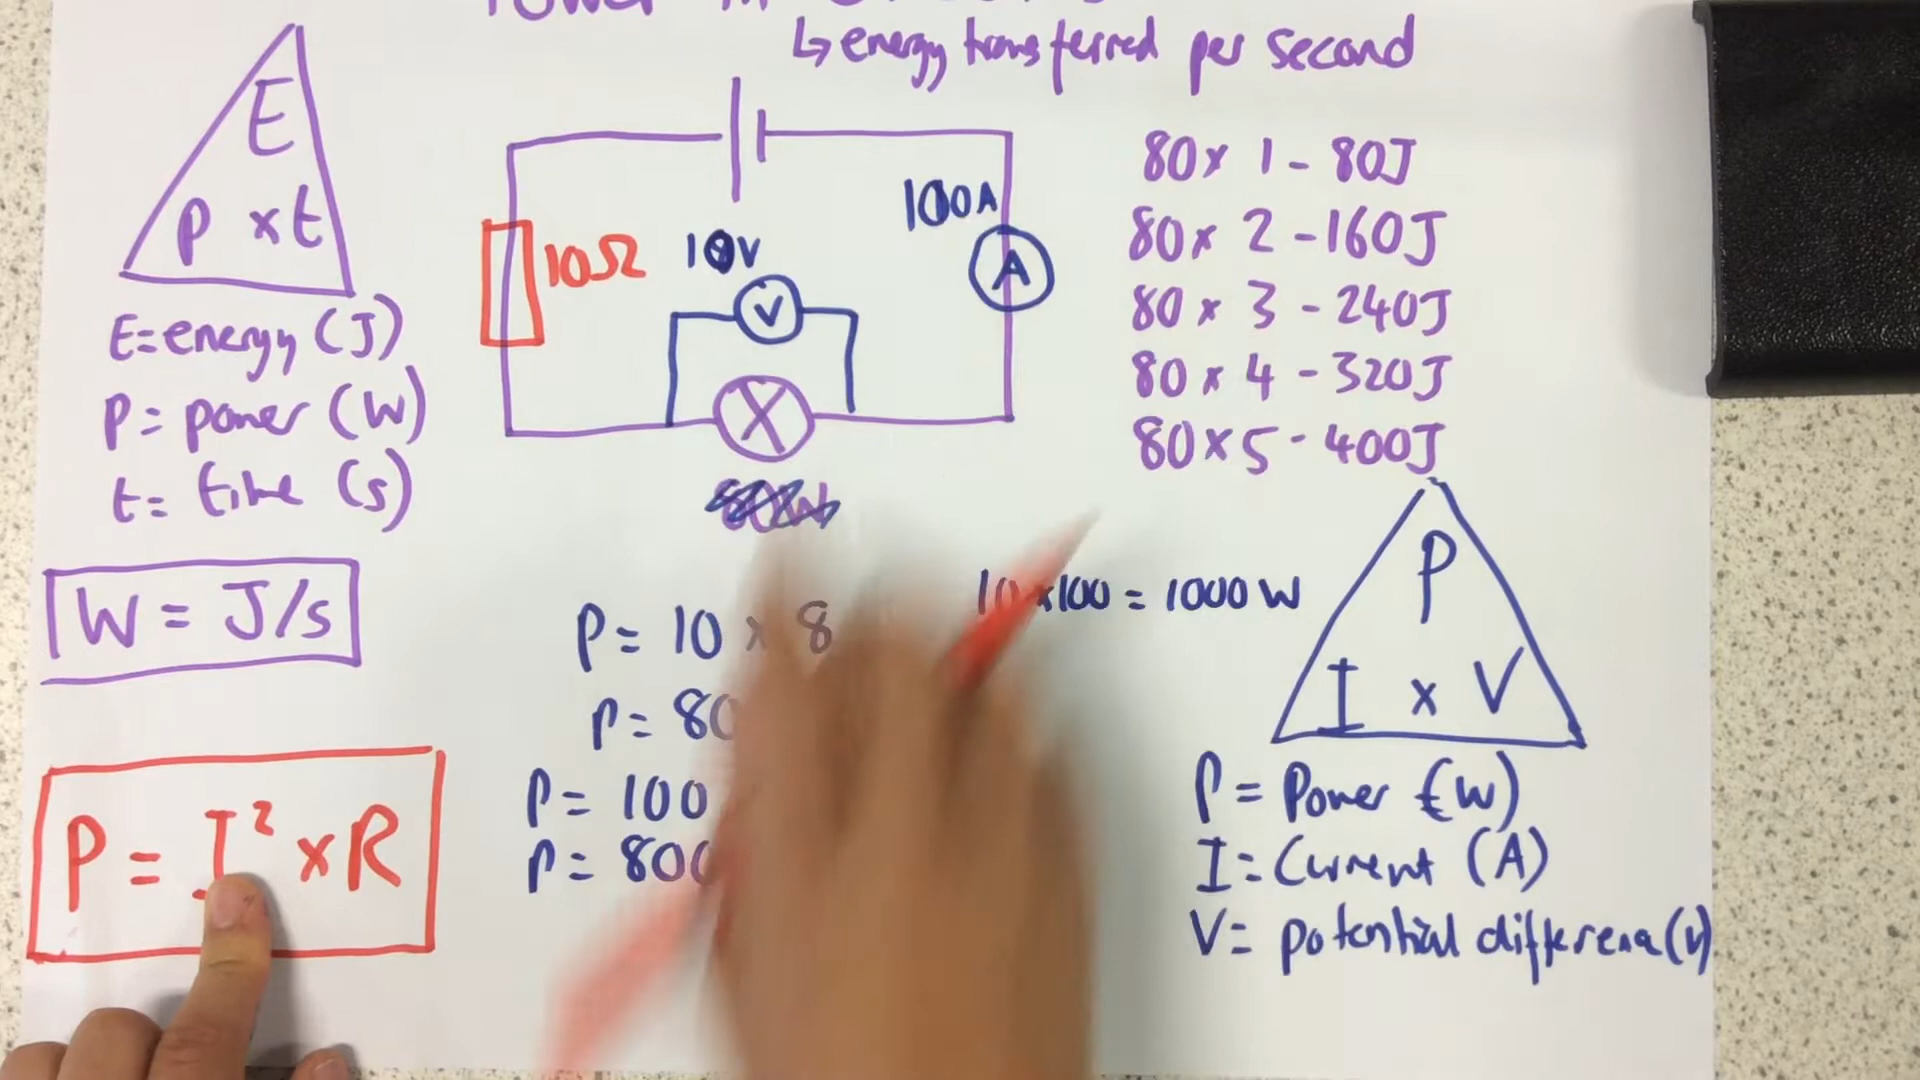 ↳ energy transferred per second
E
P x t
E= energy (J)
P= power (W)
t= time (s)
W = J/s
P = I² x R
10Ω
10V
V
100A
A
80 x 1 - 80J
80 x 2 - 160J
80 x 3 - 240J
80 x 4 - 320J
80 x 5 - 400J
P= 10 x 8
P= 80
P= 100
P= 800
10 x 100 = 1000 W
P
I x V
P = Power (W)
I = Current (A)
V= potential difference (V)